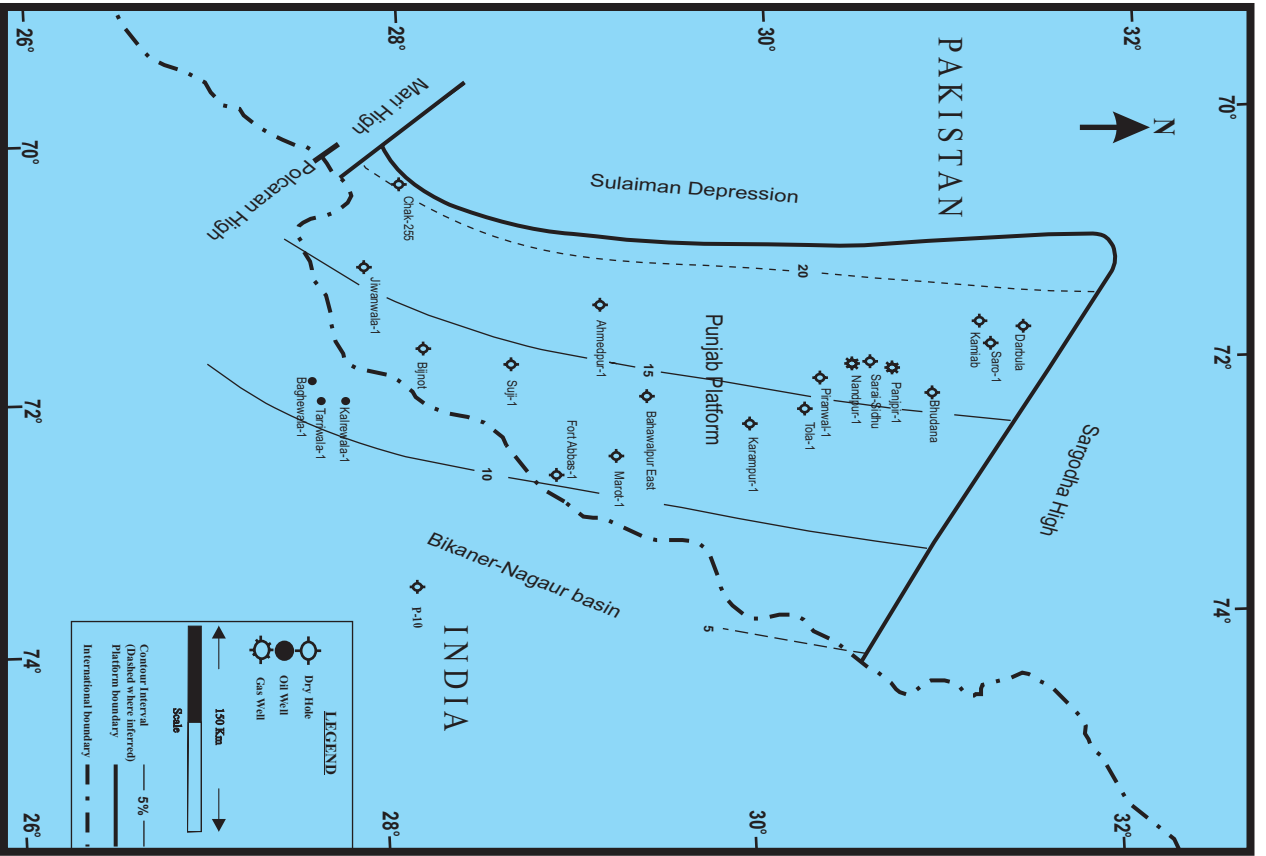 26°
28°
30°
32°
70°
72°
74°
70°
72°
74°
26°
28°
30°
32°
N
PAKISTAN
INDIA
Mari High
Polcaran High
Sulaiman Depression
Sargodha High
Punjab Platform
Bikaner-Nagaur basin
20
15
10
5
Chak-255
Jiwanwala-1
Bijnot
Suji-1
Ahmedpur-1
Bahawalpur East
Fort Abbas-1
Marot-1
Karampur-1
Tola-1
Piranwal-1
Nandpur-1
Sarai-Sidhu
Panjpir-1
Bhudana
Kamiab
Saro-1
Darbula
Kalrewala-1
Tanwala-1
Baghewala-1
P-10
LEGEND
Dry Hole
Oil Well
Gas Well
150 Km
Scale
Contour Interval
(Dashed where inferred)
5%
Platform boundary
International boundary